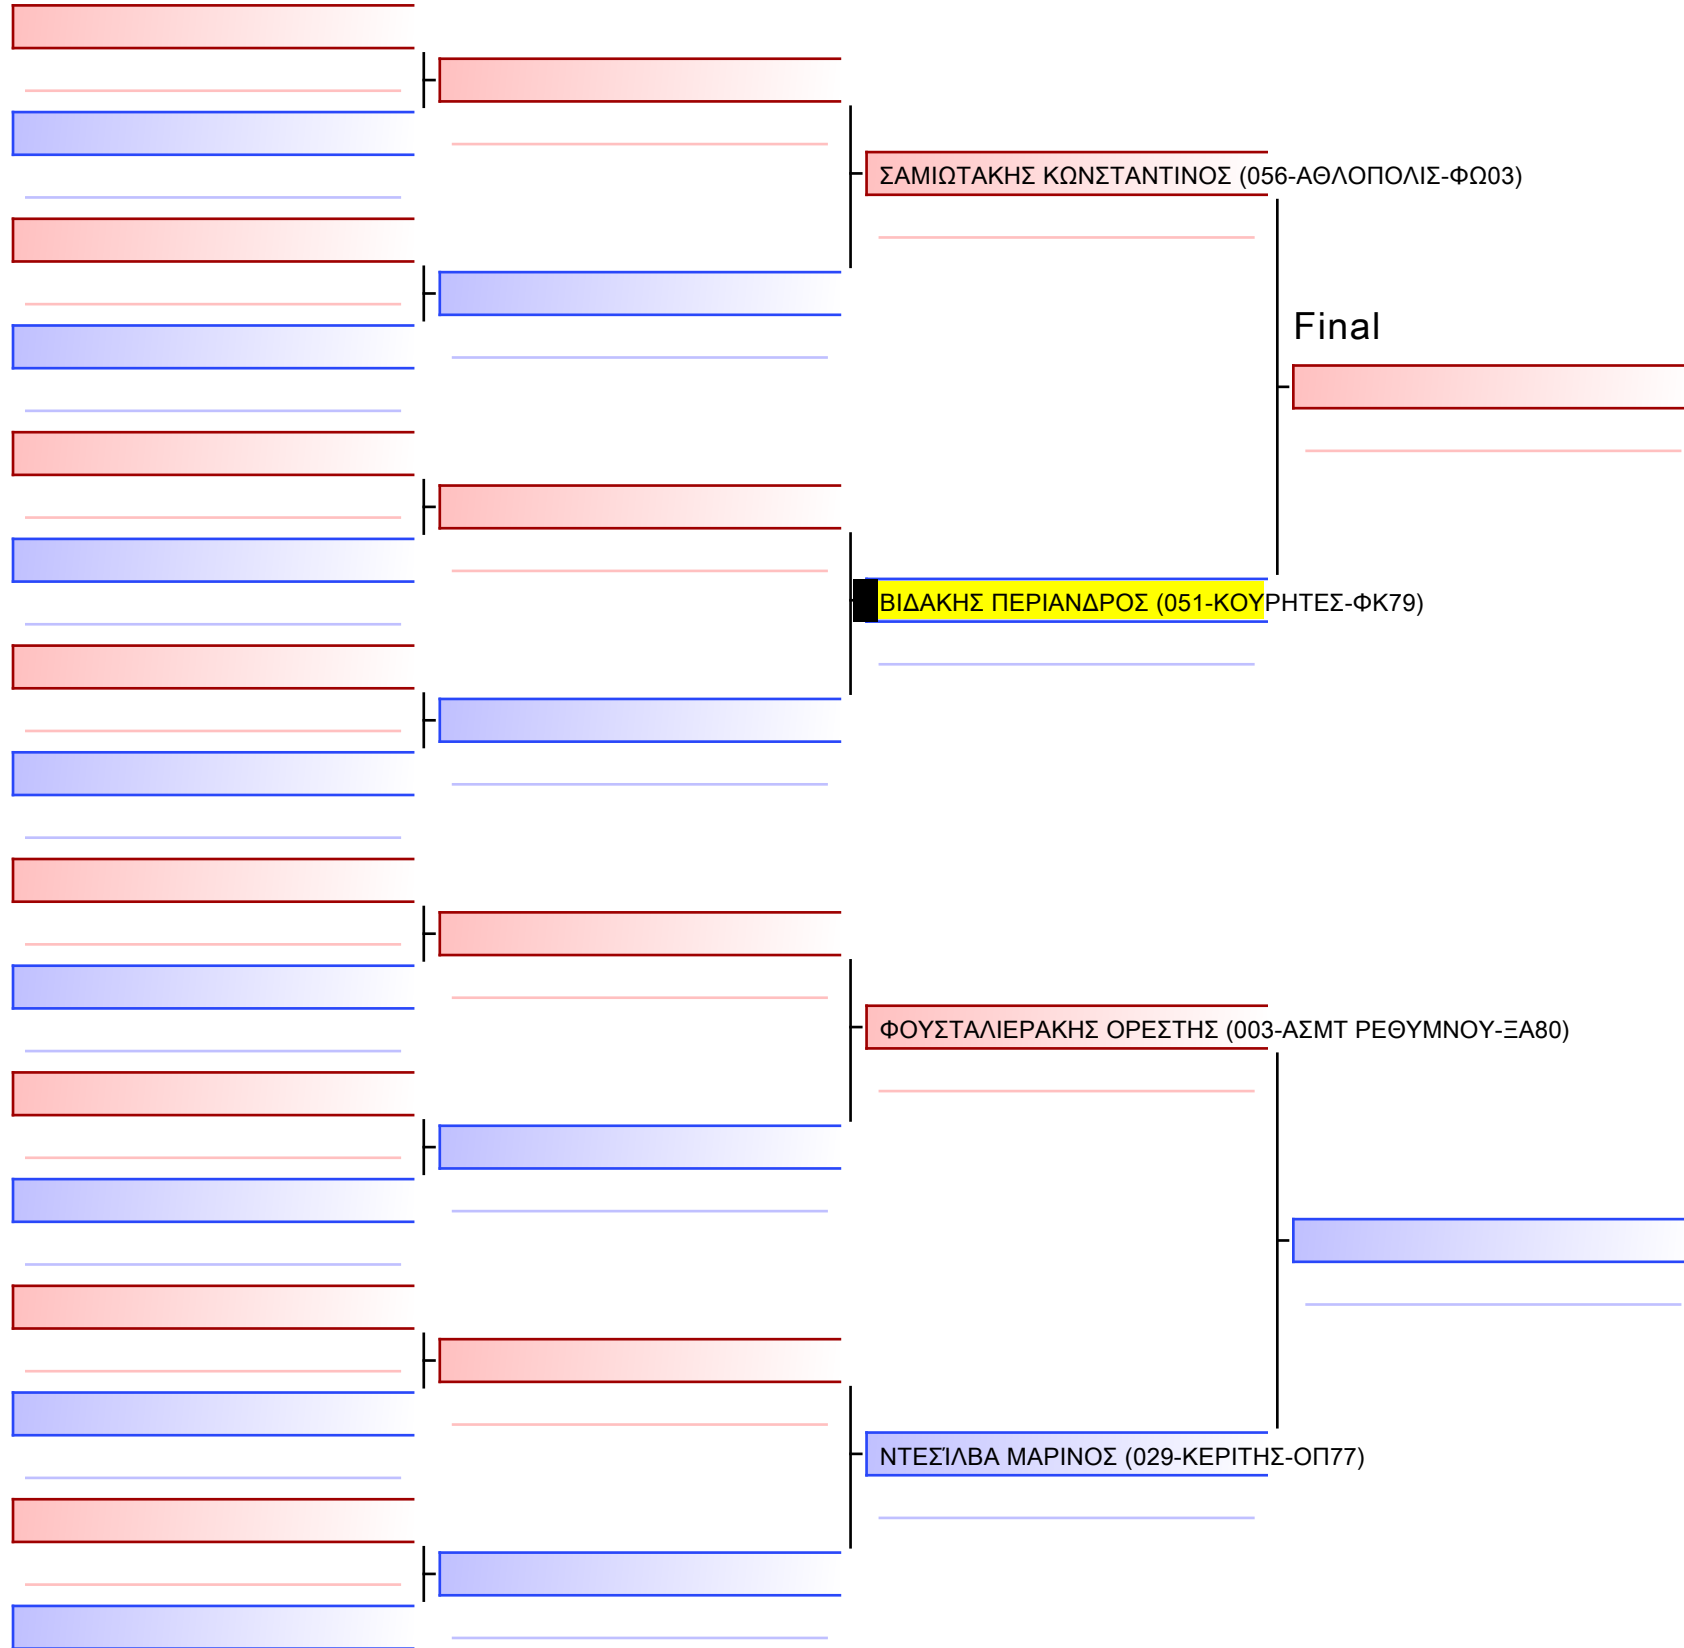 ΣΑΜΙΩΤΑΚΗΣ ΚΩΝΣΤΑΝΤΙΝΟΣ (056-ΑΘΛΟΠΟΛΙΣ-ΦΩ03)
Final
ΒΙΔΑΚΗΣ ΠΕΡΙΑΝΔΡΟΣ (051-ΚΟΥΡΗΤΕΣ-ΦΚ79)
ΦΟΥΣΤΑΛΙΕΡΑΚΗΣ ΟΡΕΣΤΗΣ (003-ΑΣΜΤ ΡΕΘΥΜΝΟΥ-ΞΑ80)
ΝΤΕΣΊΛΒΑ ΜΑΡΙΝΟΣ (029-ΚΕΡΙΤΗΣ-ΟΠ77)